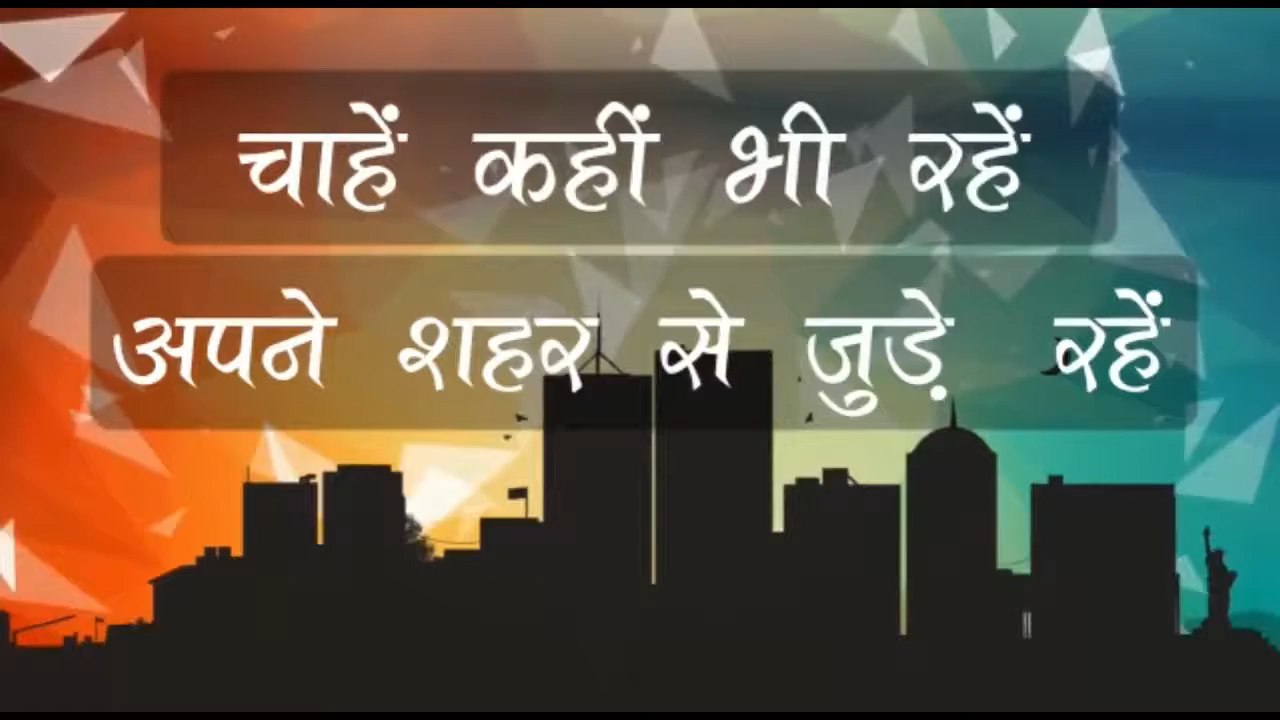 चाहें कहीं भी रहें
अपने शहर से जुड़े रहें